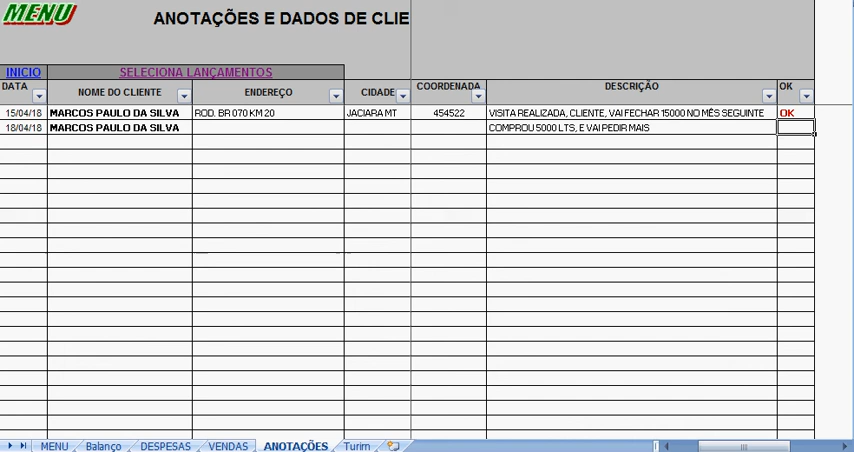 MENU
ANOTAÇÕES E DADOS DE CLIE
INICIO SELECIONA LANÇAMENTOS
DATA NOME DO CLIENTE ENDEREÇO CIDADE COORDENADA DESCRIÇÃO OK
15/04/18 MARCOS PAULO DA SILVA ROD. BR 070 KM 20 JACIARA MT 454522 VISITA REALIZADA, CLIENTE, VAI FECHAR 15000 NO MÊS SEGUINTE OK
18/04/18 MARCOS PAULO DA SILVA COMPROU 5000 LTS, E VAI PEDIR MAIS
MENU Balanço DESPESAS VENDAS ANOTAÇÕES Turim